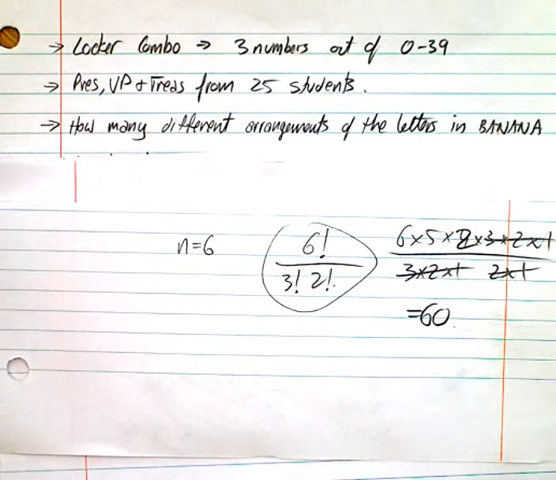 → Locker Combo → 3 numbers out of 0-39
→ Pres, VP + Treas from 25 students.
→ How many different arrangements of the letters in BANANA
n=6
6!
3! 2!
6×5×2×3×2×1
3×2×1 2×1
=60.